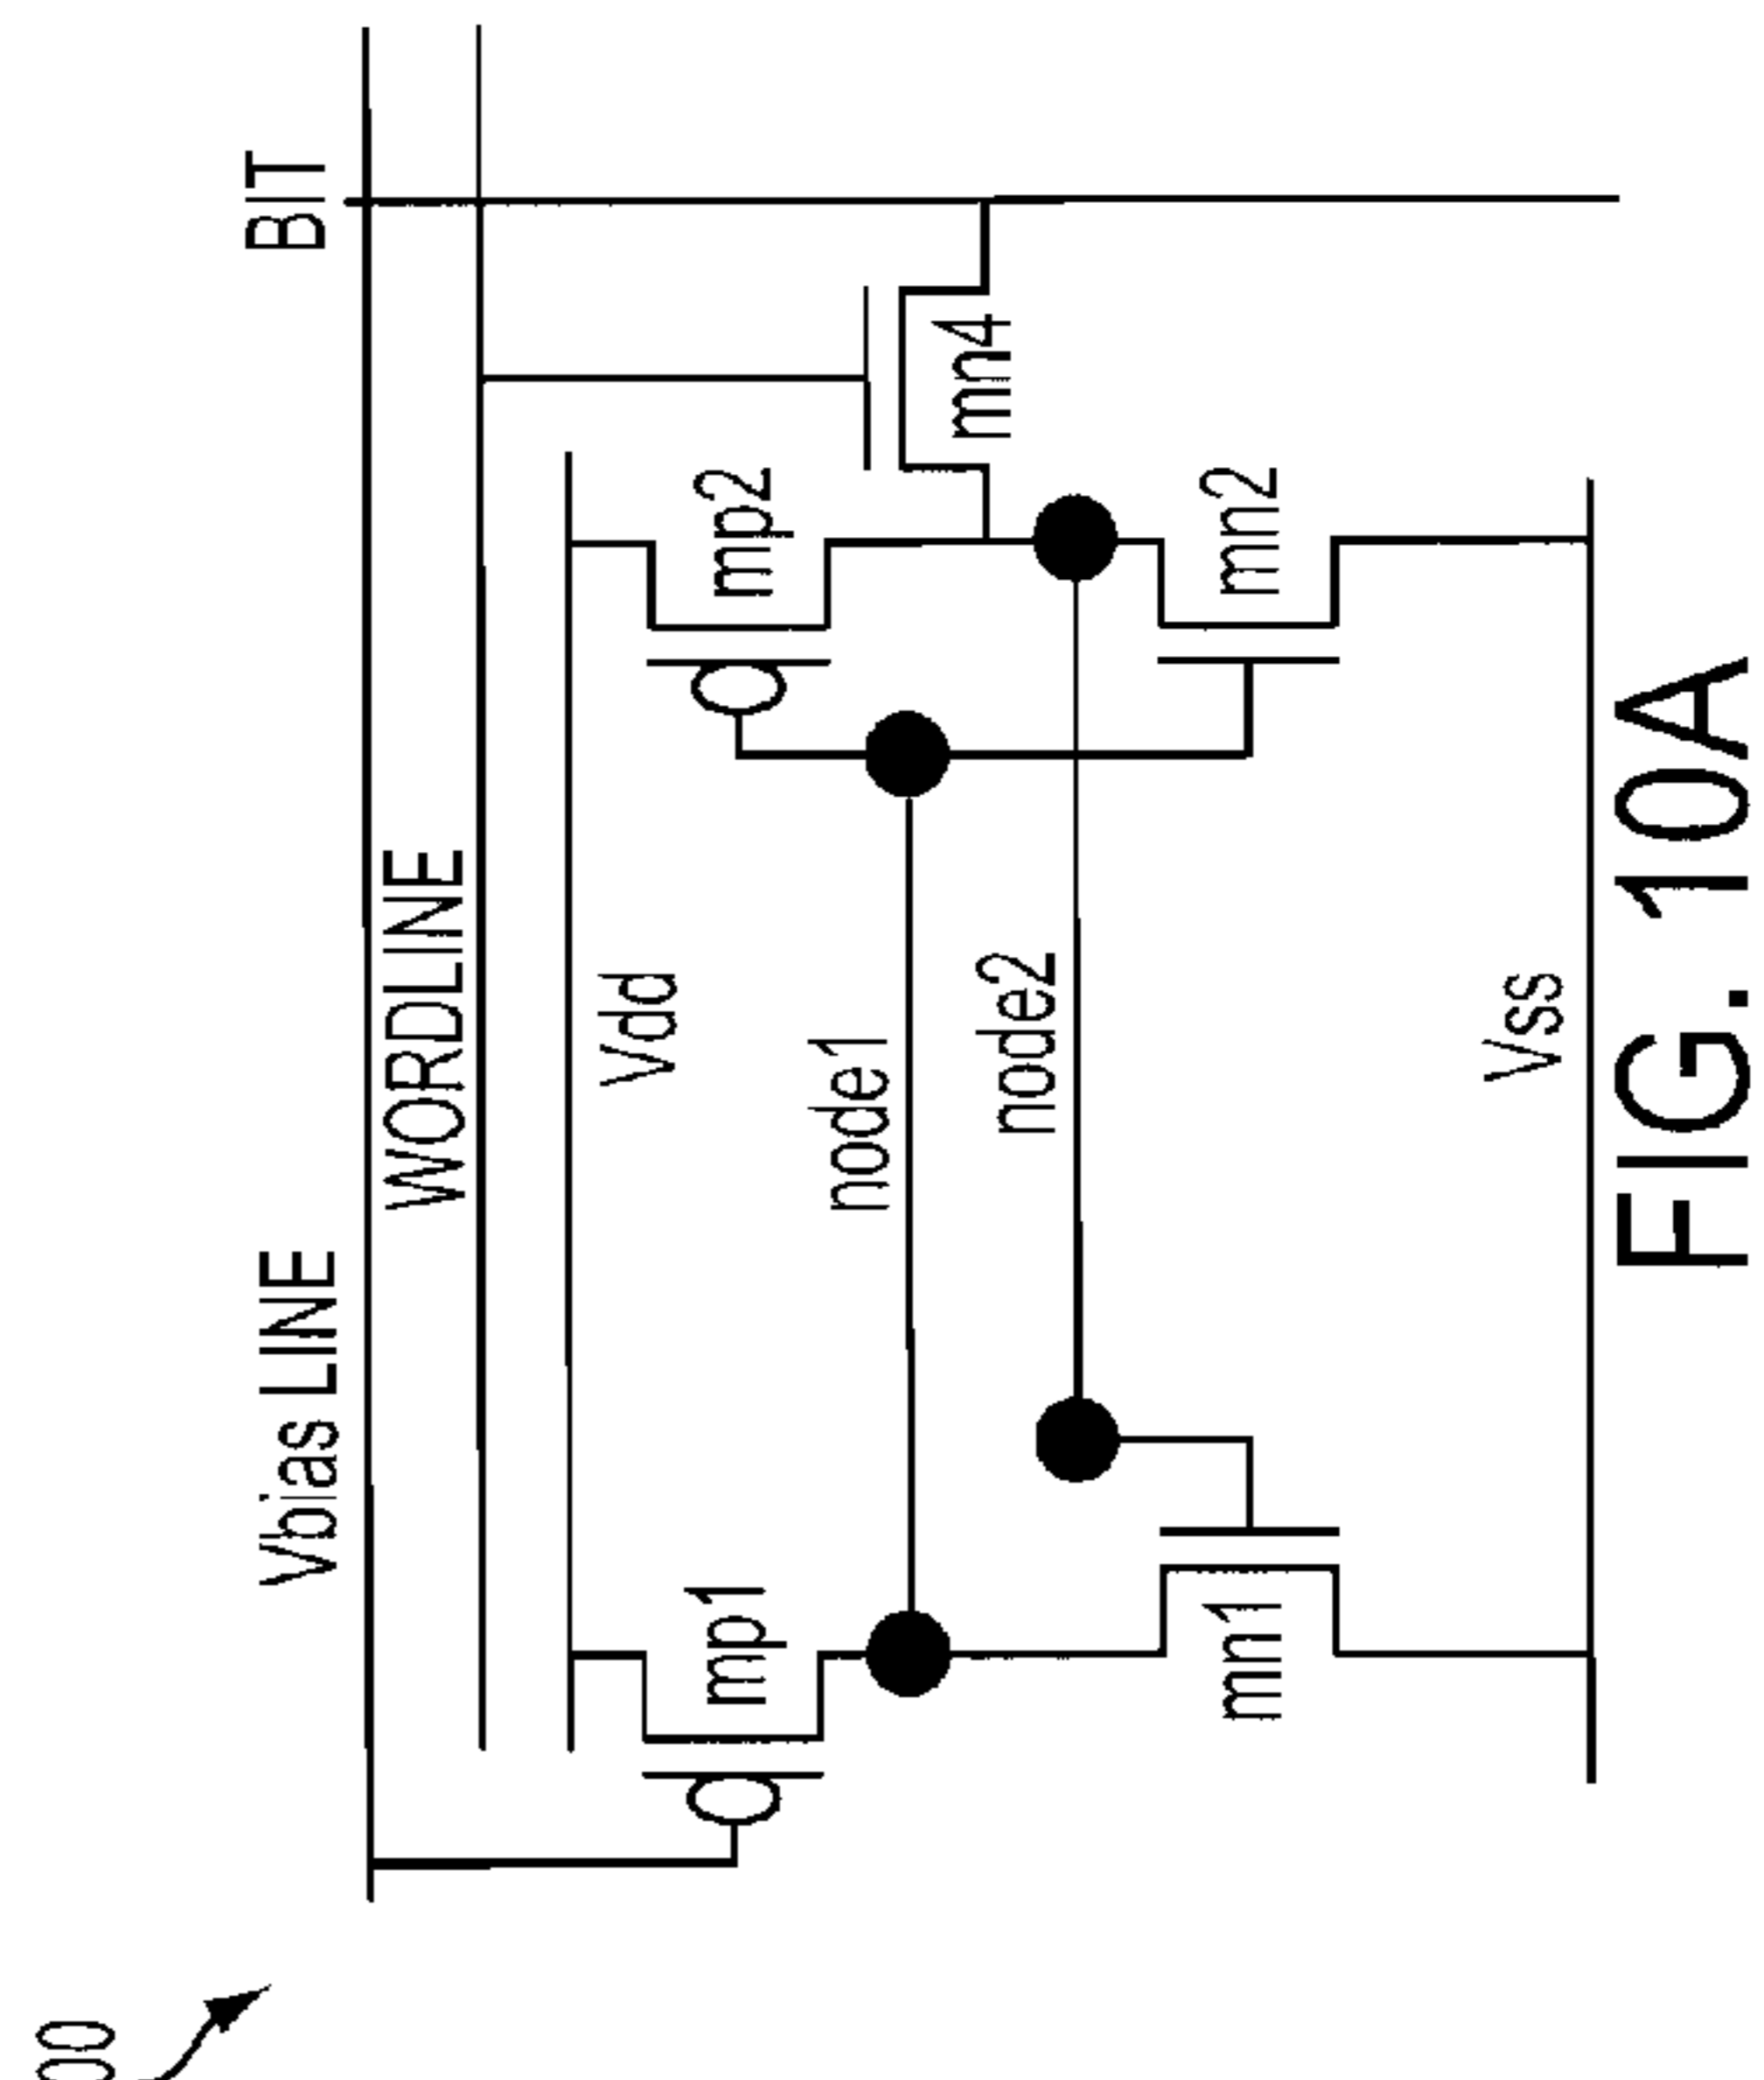 BIT
Vbias LINE
WORDLINE
Vdd
mp1
mp2
node1
mn4
node2
mn1
mn2
Vss
FIG. 10A